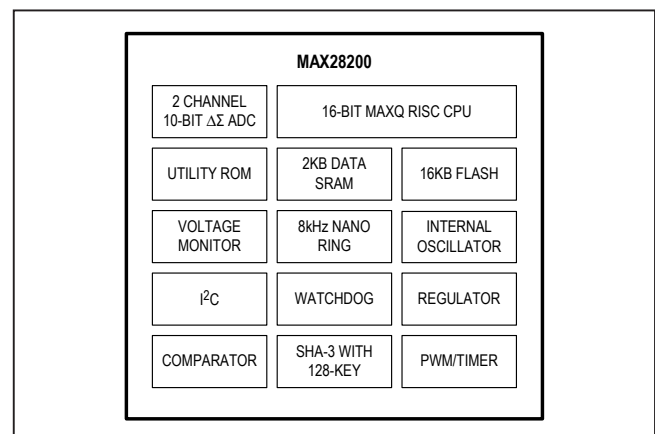 MAX28200
2 CHANNEL
10-BIT ΔΣ ADC
16-BIT MAXQ RISC CPU
UTILITY ROM
2KB DATA
SRAM
16KB FLASH
VOLTAGE
MONITOR
8kHz NANO
RING
INTERNAL
OSCILLATOR
I²C
WATCHDOG
REGULATOR
COMPARATOR
SHA-3 WITH
128-KEY
PWM/TIMER